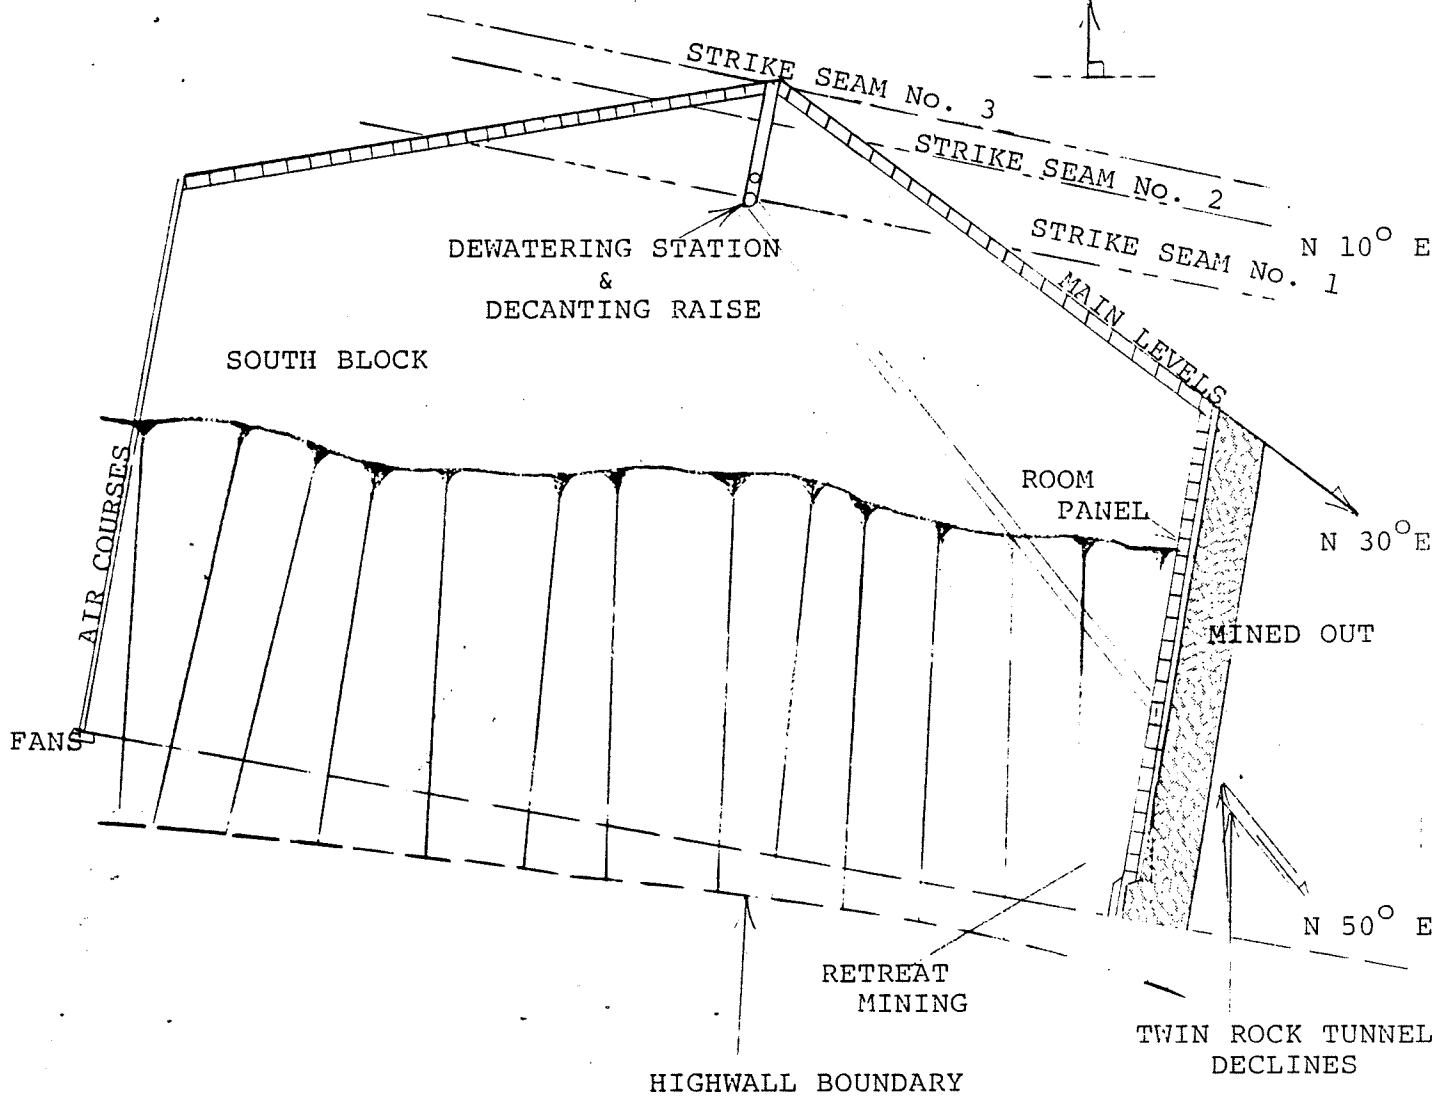 STRIKE SEAM No. 3
STRIKE SEAM No. 2
STRIKE SEAM No. 1
N 10° E
DEWATERING STATION
&
DECANTING RAISE
MAIN LEVELS
SOUTH BLOCK
AIR COURSES
ROOM
PANEL
N 30° E
MINED OUT
FANS
N 50° E
RETREAT
MINING
TWIN ROCK TUNNEL
DECLINES
HIGHWALL BOUNDARY